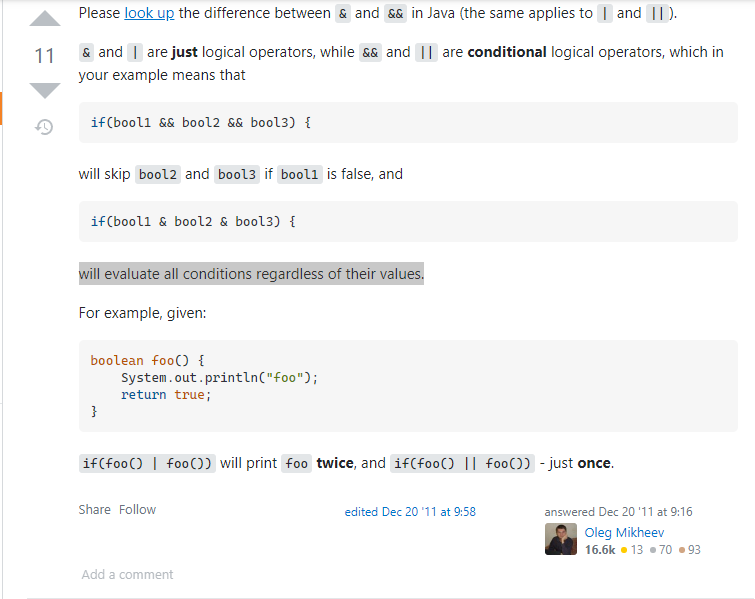 Please look up the difference between & and && in Java (the same applies to | and ||).
11
& and | are just logical operators, while && and || are conditional logical operators, which in
your example means that
if(bool1 && bool2 && bool3) {
will skip bool2 and bool3 if bool1 is false, and
if(bool1 & bool2 & bool3) {
will evaluate all conditions regardless of their values.
For example, given:
boolean foo() {
    System.out.println("foo");
    return true;
}
if(foo() | foo()) will print foo twice, and if(foo() || foo()) - just once.
Share Follow
edited Dec 20 '11 at 9:58
answered Dec 20 '11 at 9:16
Oleg Mikheev
16.6k 13 70 93
Add a comment